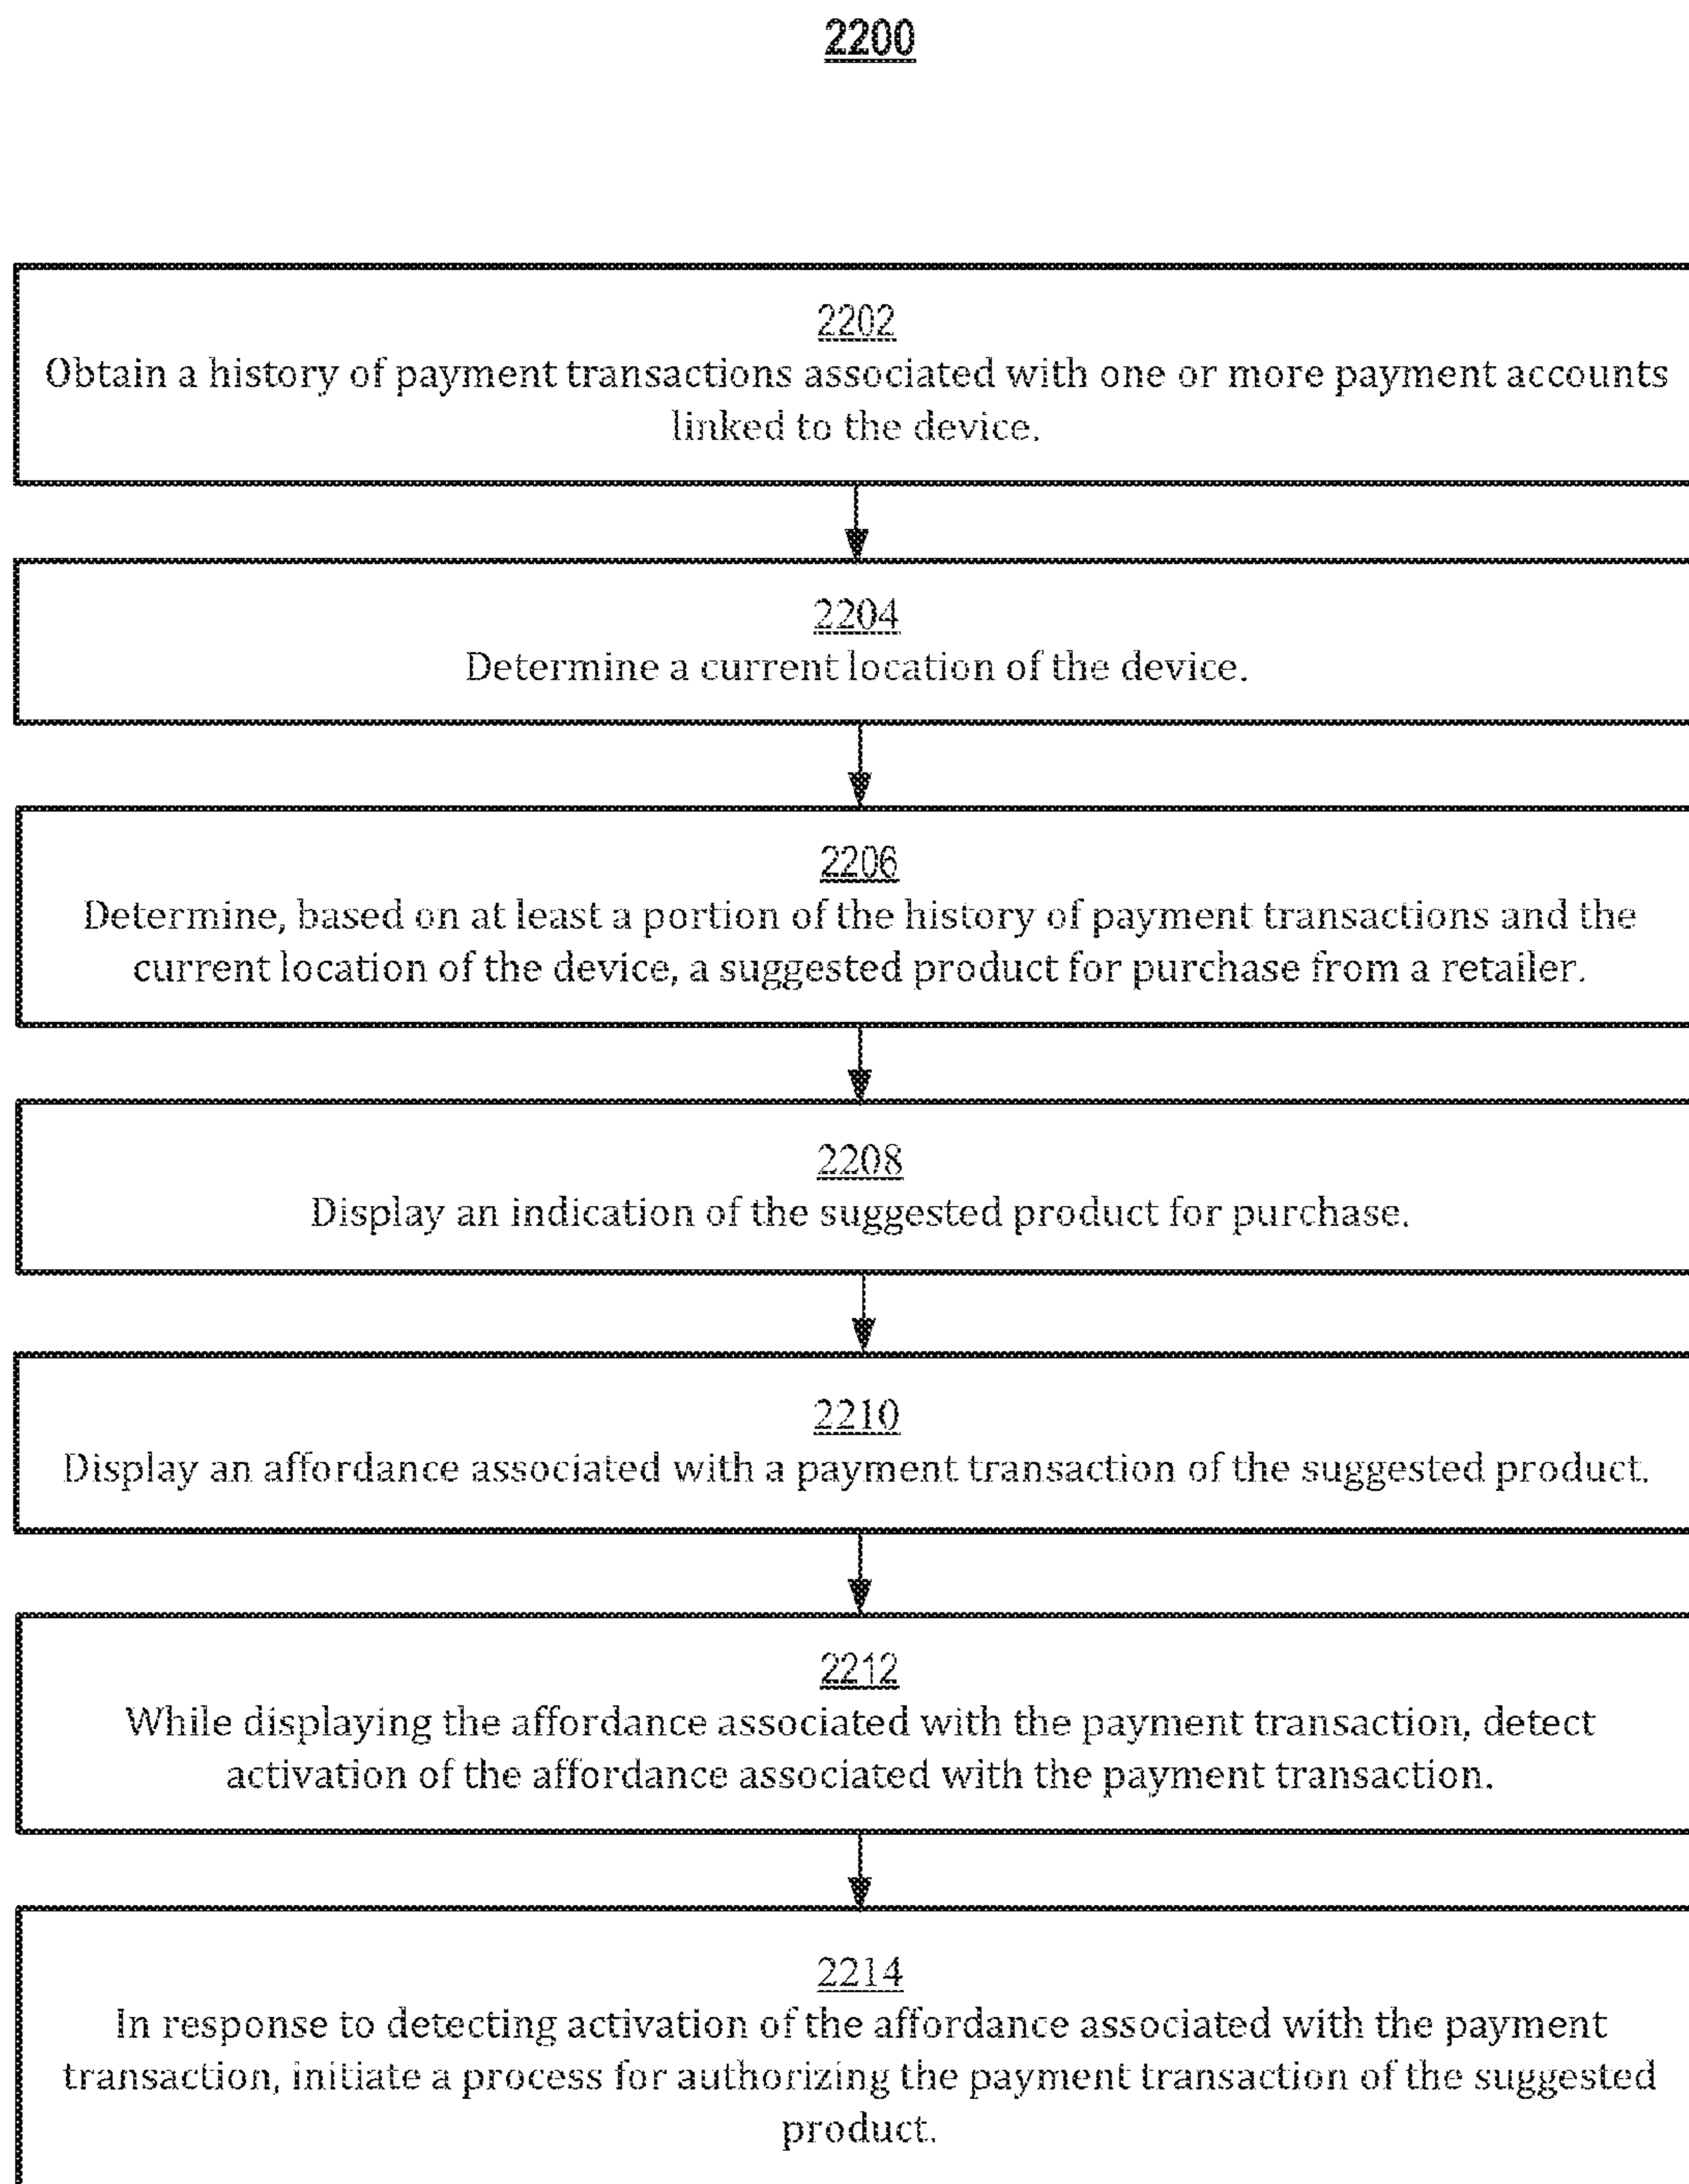 2200
2202
Obtain a history of payment transactions associated with one or more payment accounts
linked to the device.
2204
Determine a current location of the device.
2206
Determine, based on at least a portion of the history of payment transactions and the
current location of the device, a suggested product for purchase from a retailer.
2208
Display an indication of the suggested product for purchase.
2210
Display an affordance associated with a payment transaction of the suggested product.
2212
While displaying the affordance associated with the payment transaction, detect
activation of the affordance associated with the payment transaction.
2214
In response to detecting activation of the affordance associated with the payment
transaction, initiate a process for authorizing the payment transaction of the suggested
product.